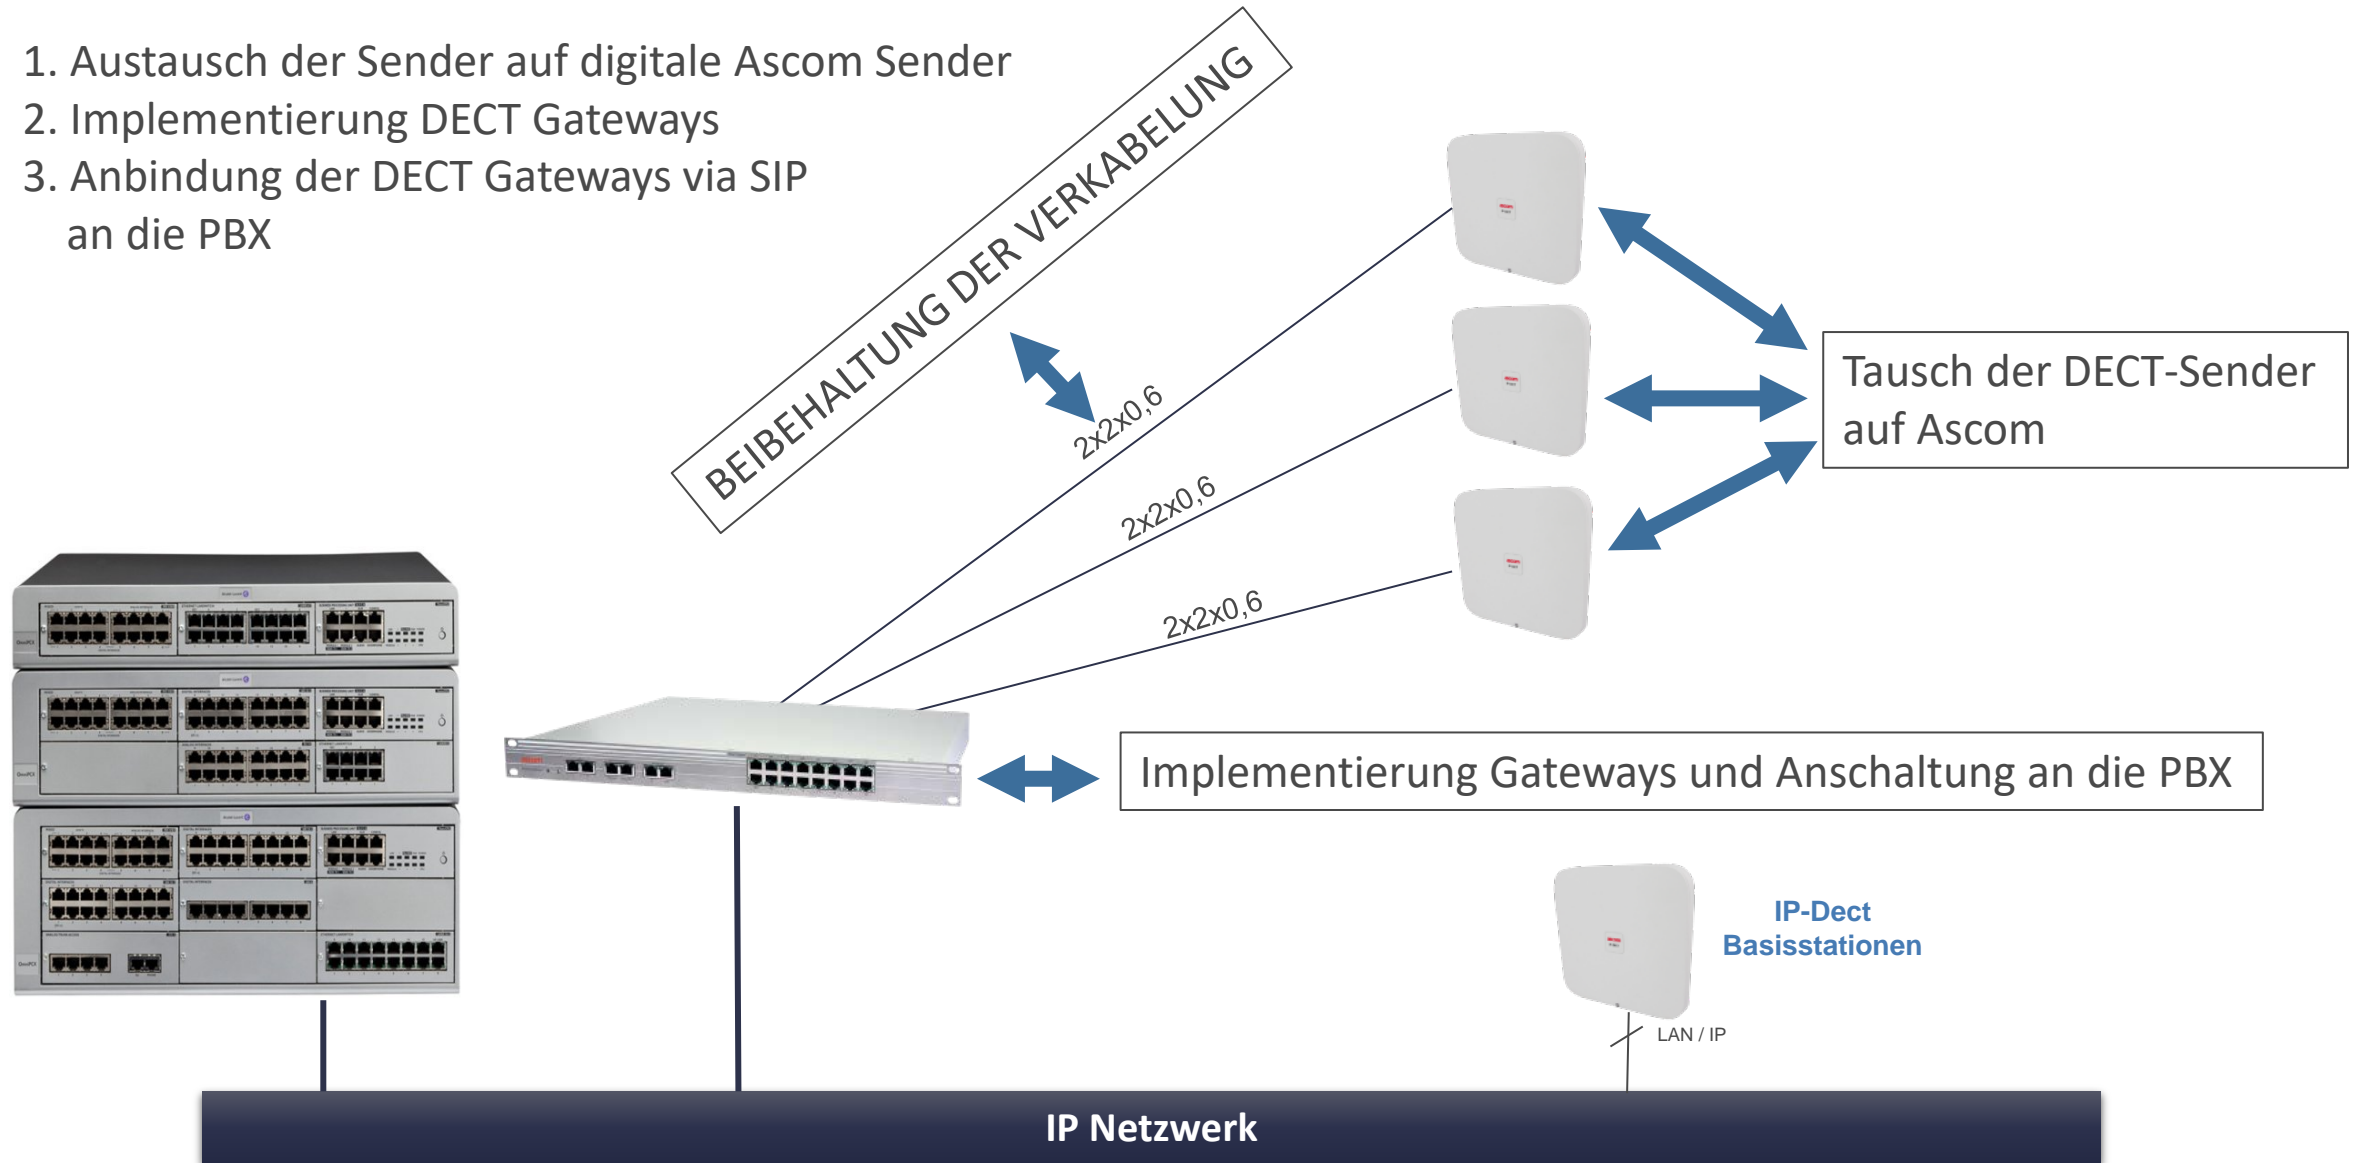 1. Austausch der Sender auf digitale Ascom Sender
2. Implementierung DECT Gateways
3. Anbindung der DECT Gateways via SIP
an die PBX
BEIBEHALTUNG DER VERKABELUNG
2x2x0,6
2x2x0,6
2x2x0,6
Tausch der DECT-Sender
auf Ascom
Implementierung Gateways und Anschaltung an die PBX
IP-Dect
Basisstationen
LAN / IP
IP Netzwerk